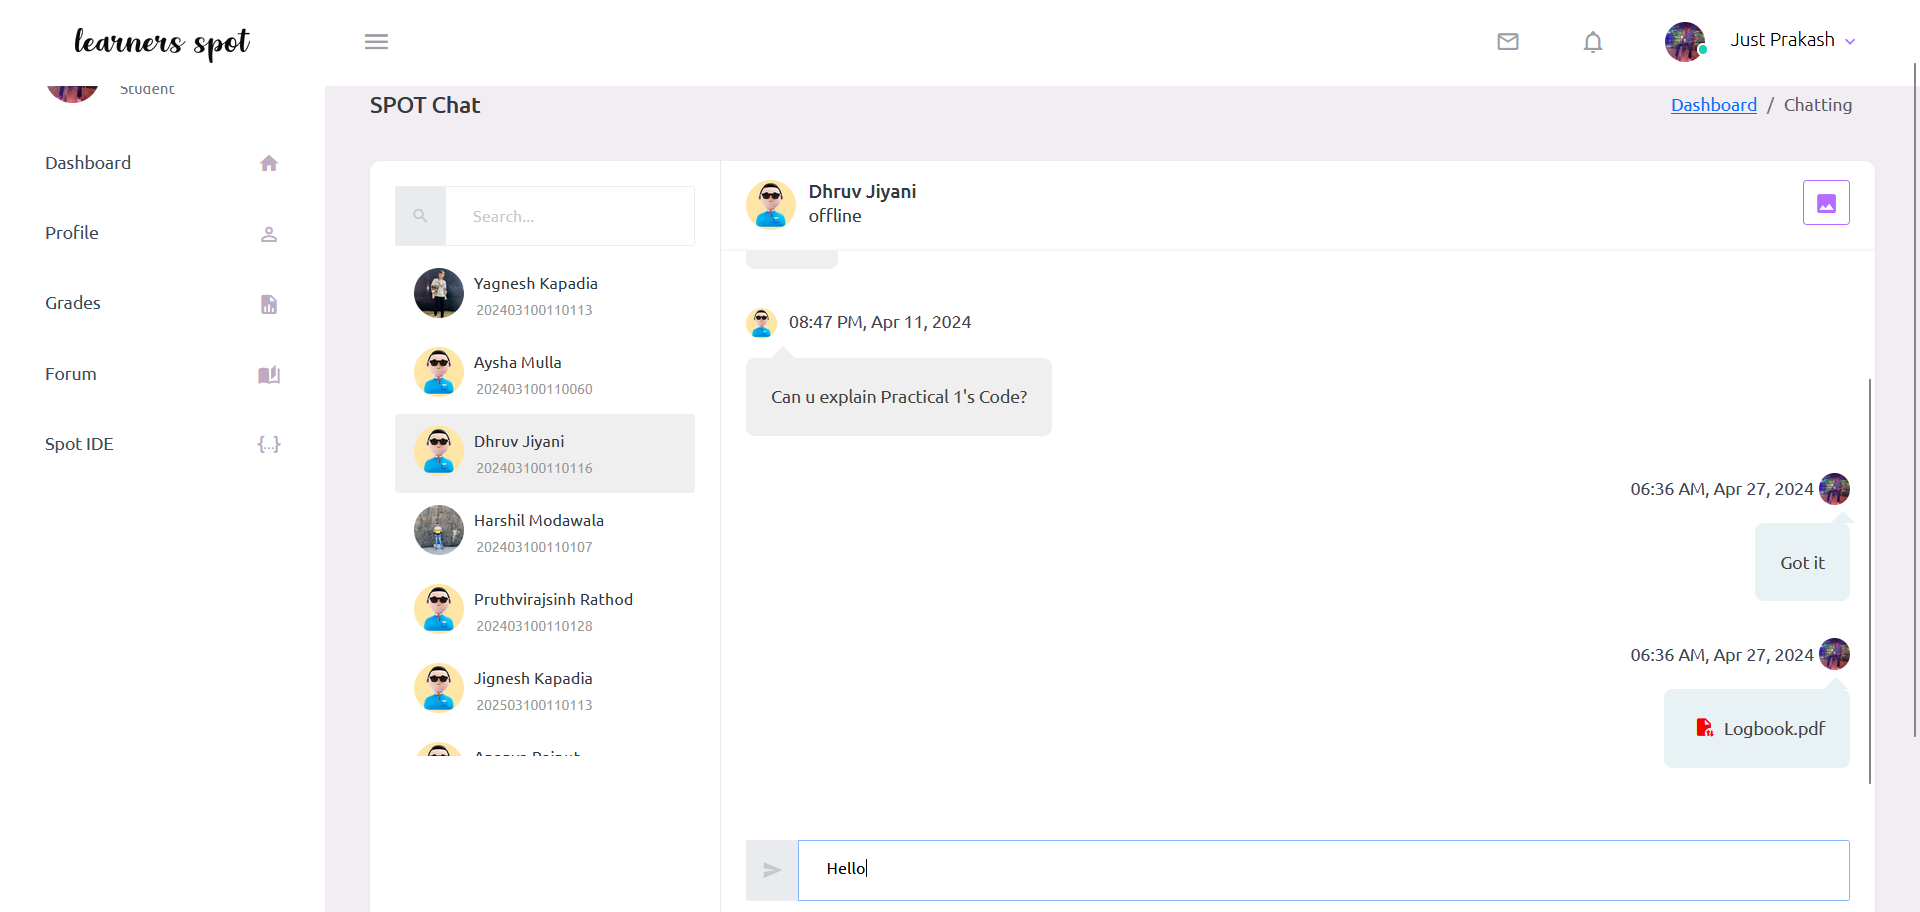 learners spot
Just Prakash
Student
SPOT Chat
Dashboard / Chatting
Dashboard
Profile
Grades
Forum
Spot IDE
{...}
Search...
Yagnesh Kapadia
202403100110113
Aysha Mulla
202403100110060
Dhruv Jiyani
202403100110116
Harshil Modawala
202403100110107
Pruthvirajsinh Rathod
202403100110128
Jignesh Kapadia
202503100110113
Dhruv Jiyani
offline
08:47 PM, Apr 11, 2024
Can u explain Practical 1's Code?
06:36 AM, Apr 27, 2024
Got it
06:36 AM, Apr 27, 2024
Logbook.pdf
Hello